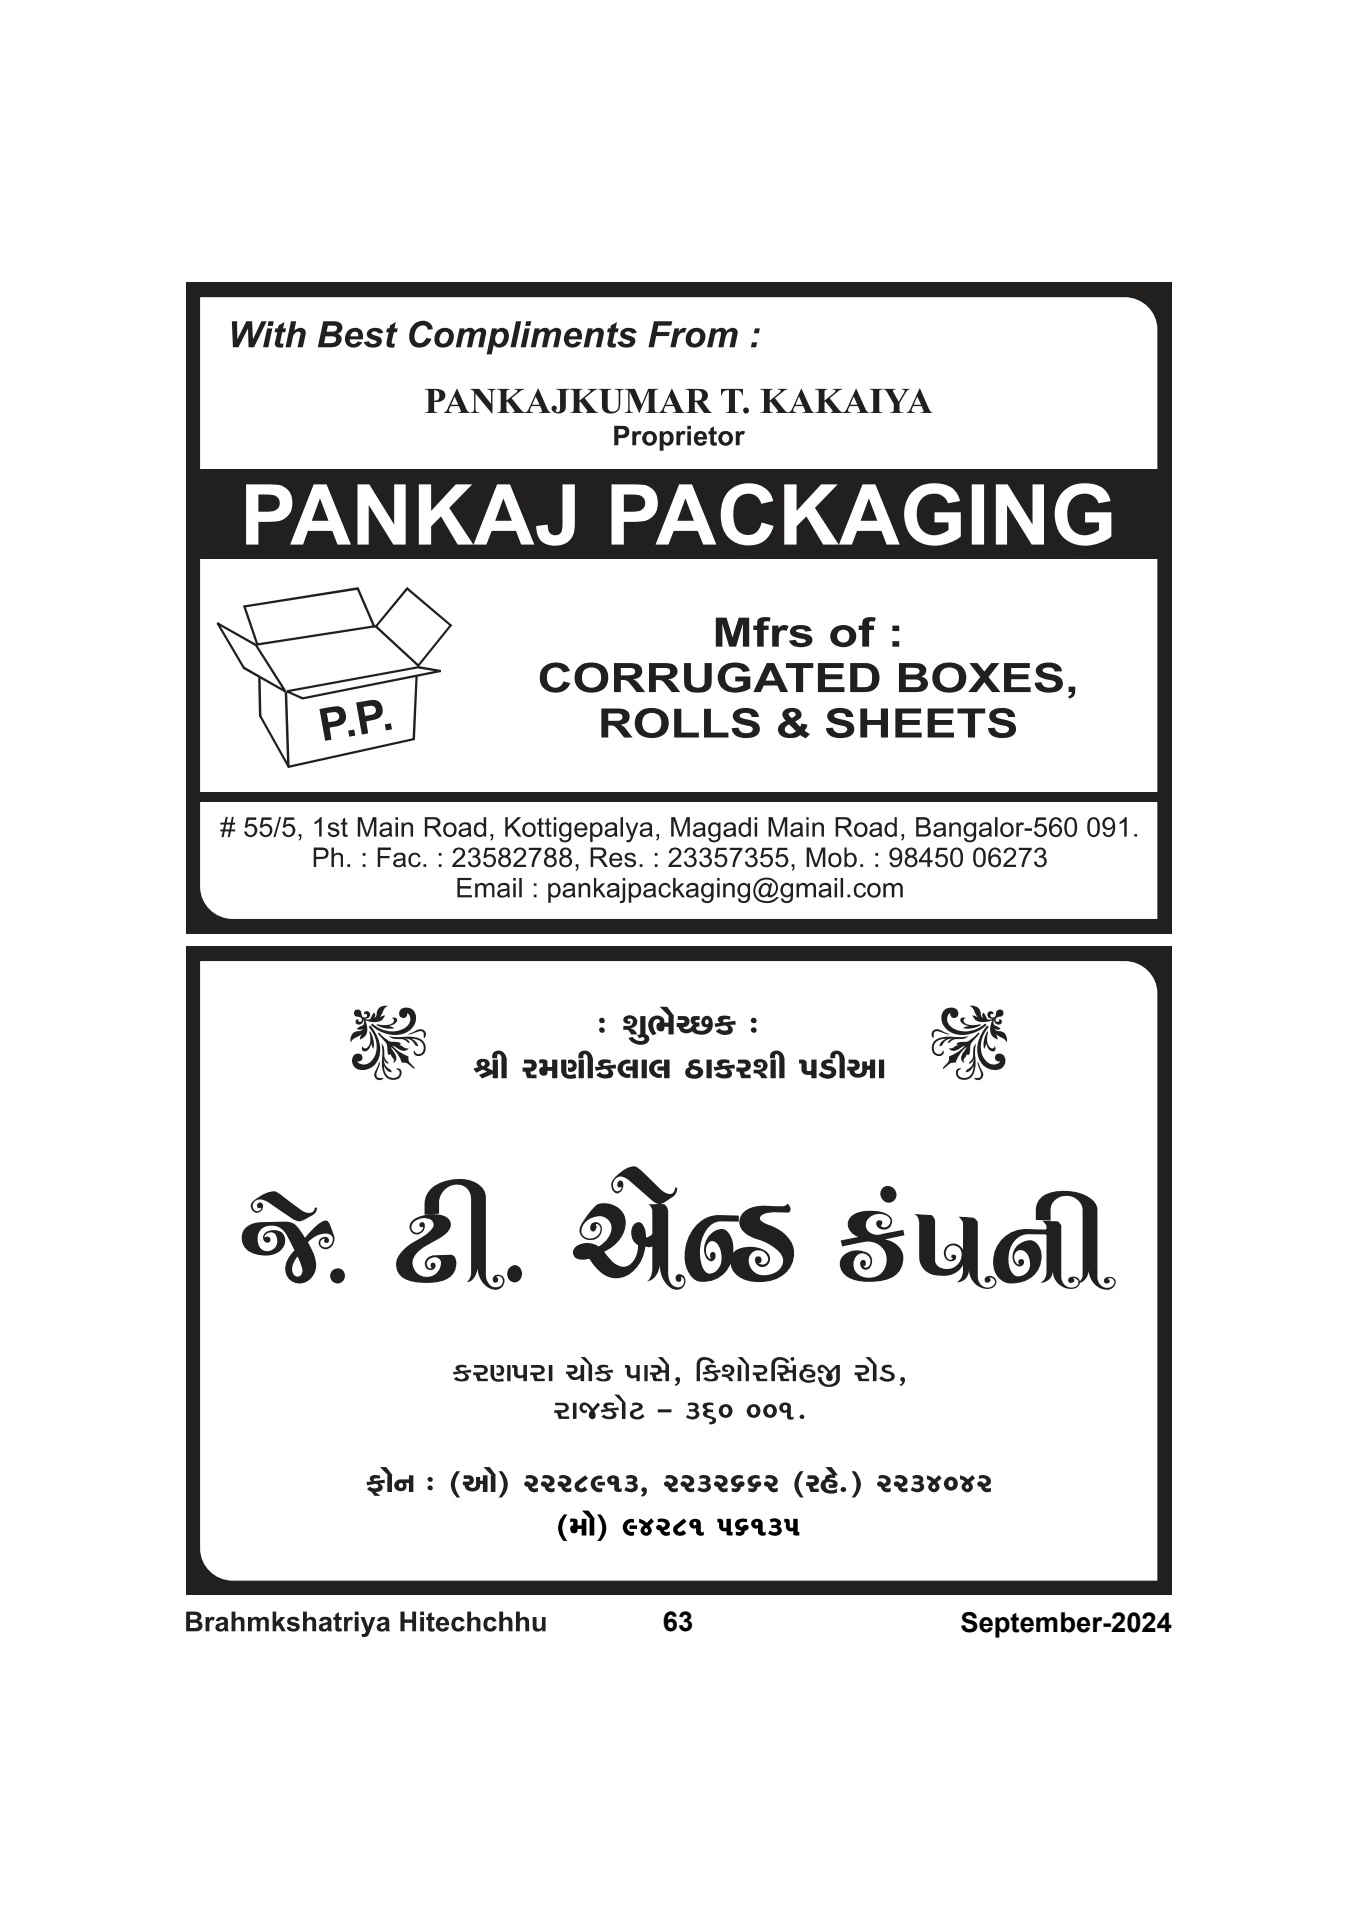 With Best Compliments From :
PANKAJKUMAR T. KAKAIYA
Proprietor
PANKAJ PACKAGING
P.P.
Mfrs of :
CORRUGATED BOXES,
ROLLS & SHEETS
# 55/5, 1st Main Road, Kottigepalya, Magadi Main Road, Bangalor-560 091.
Ph. : Fac. : 23582788, Res. : 23357355, Mob. : 98450 06273
Email : pankajpackaging@gmail.com
: શુભેચ્છક :
શ્રી રમણીકલાલ ઠાકરશી પડીઆ
જે. ટી. એન્ડ કંપની
કરણપરા ચોક પાસે, કિશોરસિંહજી રોડ,
રાજકોટ – ૩૬૦ ૦૦૧.
ફોન : (ઓ) ૨૨૨૮૯૧૩, ૨૨૩૨૬૬૨ (રહે.) ૨૨૩૪૦૪૨
(મો) ૯૪૨૮૧ ૫૬૧૩૫
Brahmkshatriya Hitechchhu 63 September-2024